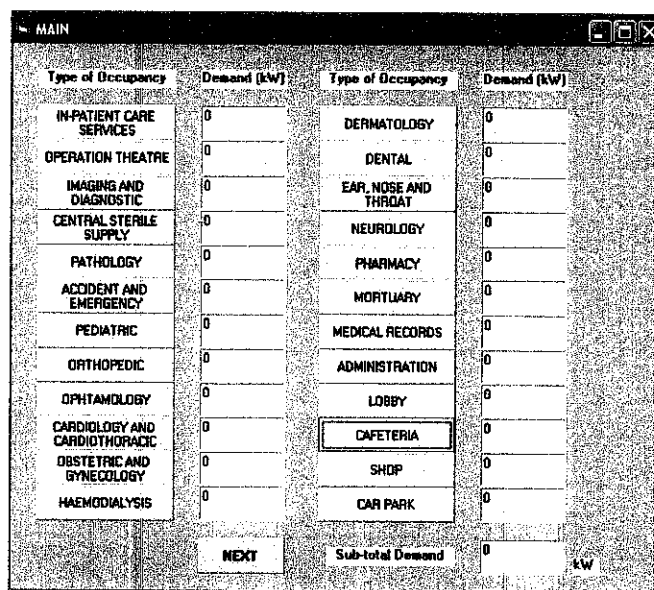 MAIN
Type of Occupancy Demand (kW) Type of Occupancy Demand (kW)
IN-PATIENT CARE
SERVICES
0
DERMATOLOGY
0
OPERATION THEATRE
0
DENTAL
0
IMAGING AND
DIAGNOSTIC
0
EAR, NOSE AND
THROAT
0
CENTRAL STERILE
SUPPLY
0
NEUROLOGY
0
PATHOLOGY
0
PHARMACY
0
ACCIDENT AND
EMERGENCY
0
MORTUARY
0
PEDIATRIC
0
MEDICAL RECORDS
0
ORTHOPEDIC
0
ADMINISTRATION
0
OPHTAMOLOGY
0
LOBBY
0
CARDIOLOGY AND
CARDIOTHORACIC
0
CAFETERIA
0
OBSTETRIC AND
GYNECOLOGY
0
SHOP
0
HAEMODIALYSIS
0
CAR PARK
0
NEXT
Sub-total Demand
0
kW